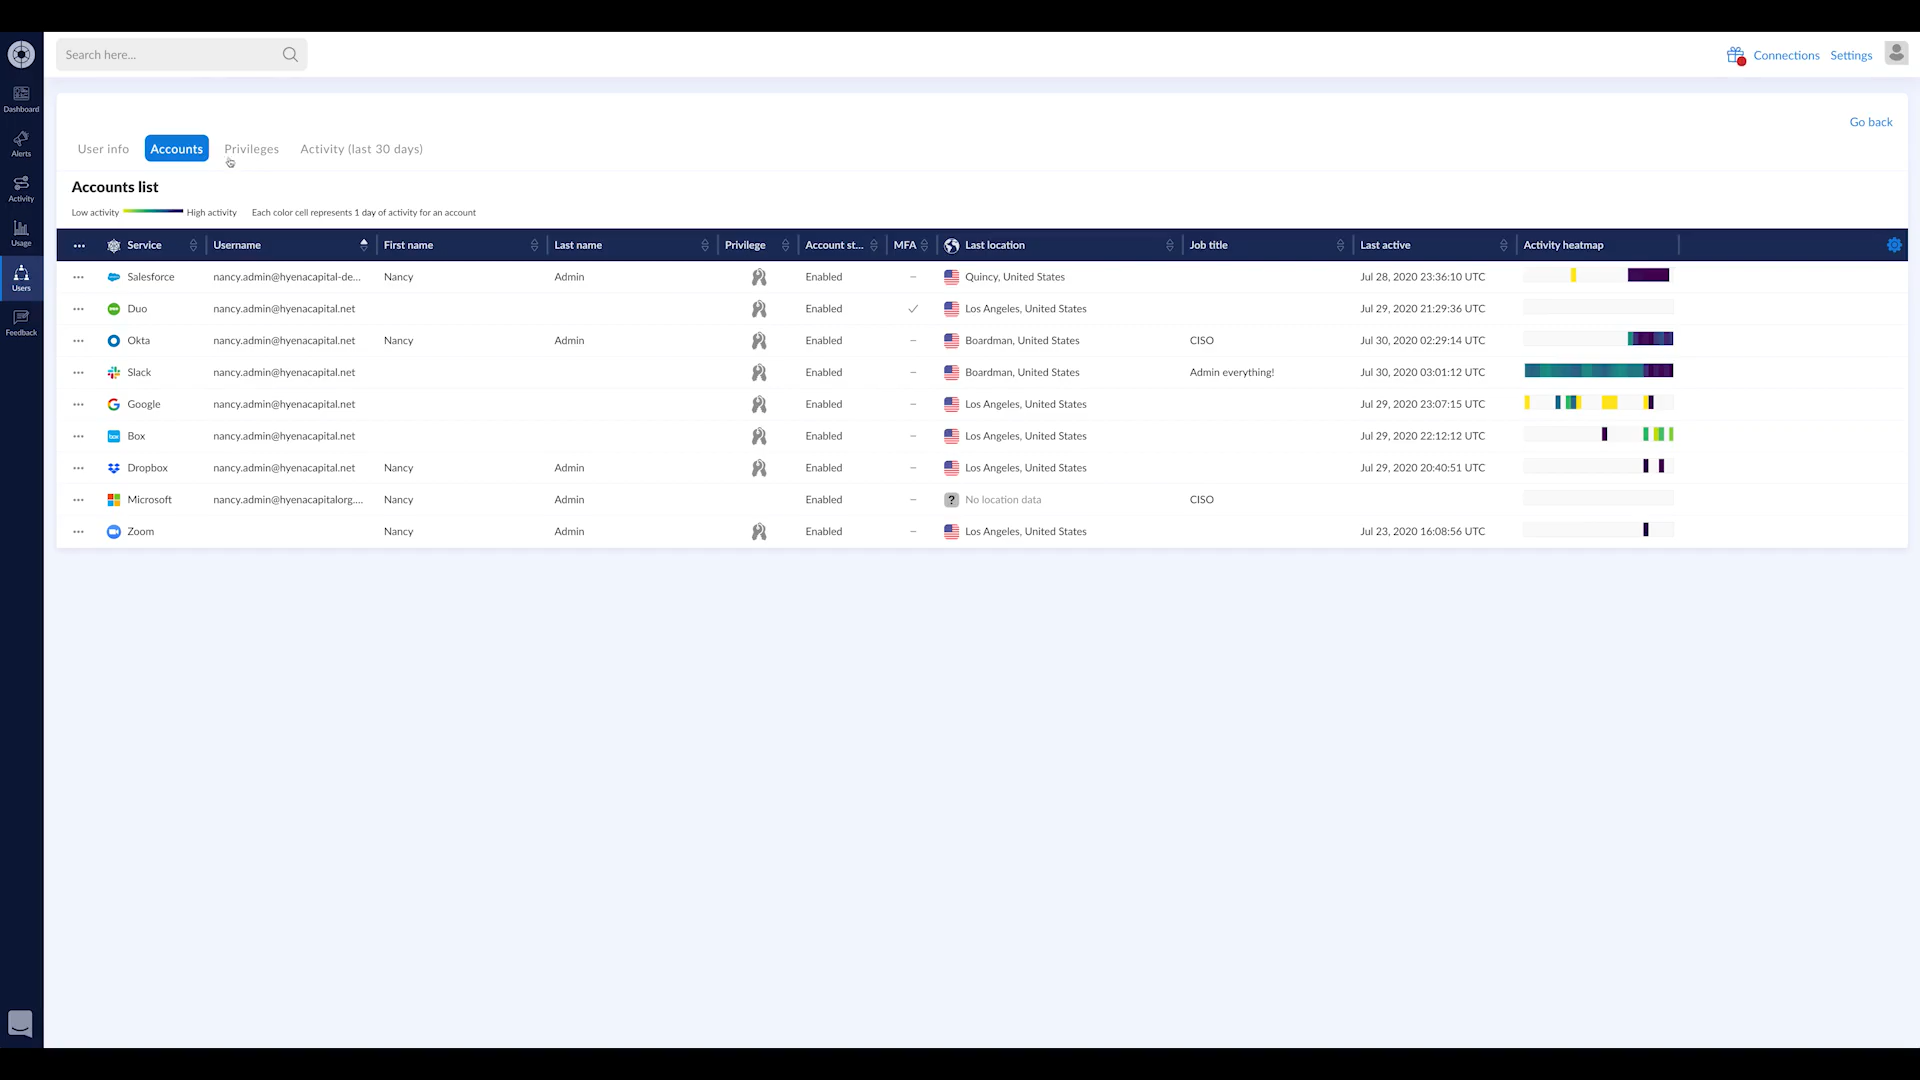 Search here...
Connections Settings
Dashboard
Alerts
Activity
Usage
Users
Feedback
Go back
User info Accounts Privileges Activity (last 30 days)
Accounts list
Low activity High activity Each color cell represents 1 day of activity for an account
... Service Username First name Last name Privilege Account st... MFA Last location Job title Last active Activity heatmap
... Salesforce nancy.admin@hyenacapital-de... Nancy Admin Enabled – Quincy, United States Jul 28, 2020 23:36:10 UTC
... Duo nancy.admin@hyenacapital.net Enabled Los Angeles, United States Jul 29, 2020 21:29:36 UTC
... Okta nancy.admin@hyenacapital.net Nancy Admin Enabled – Boardman, United States CISO Jul 30, 2020 02:29:14 UTC
... Slack nancy.admin@hyenacapital.net Enabled – Boardman, United States Admin everything! Jul 30, 2020 03:01:12 UTC
... Google nancy.admin@hyenacapital.net Enabled – Los Angeles, United States Jul 29, 2020 23:07:15 UTC
... box Box nancy.admin@hyenacapital.net Enabled – Los Angeles, United States Jul 29, 2020 22:12:12 UTC
... Dropbox nancy.admin@hyenacapital.net Nancy Admin Enabled – Los Angeles, United States Jul 29, 2020 20:40:51 UTC
... Microsoft nancy.admin@hyenacapitalorg.... Nancy Admin Enabled – ? No location data CISO
... Zoom Nancy Admin Enabled – Los Angeles, United States Jul 23, 2020 16:08:56 UTC